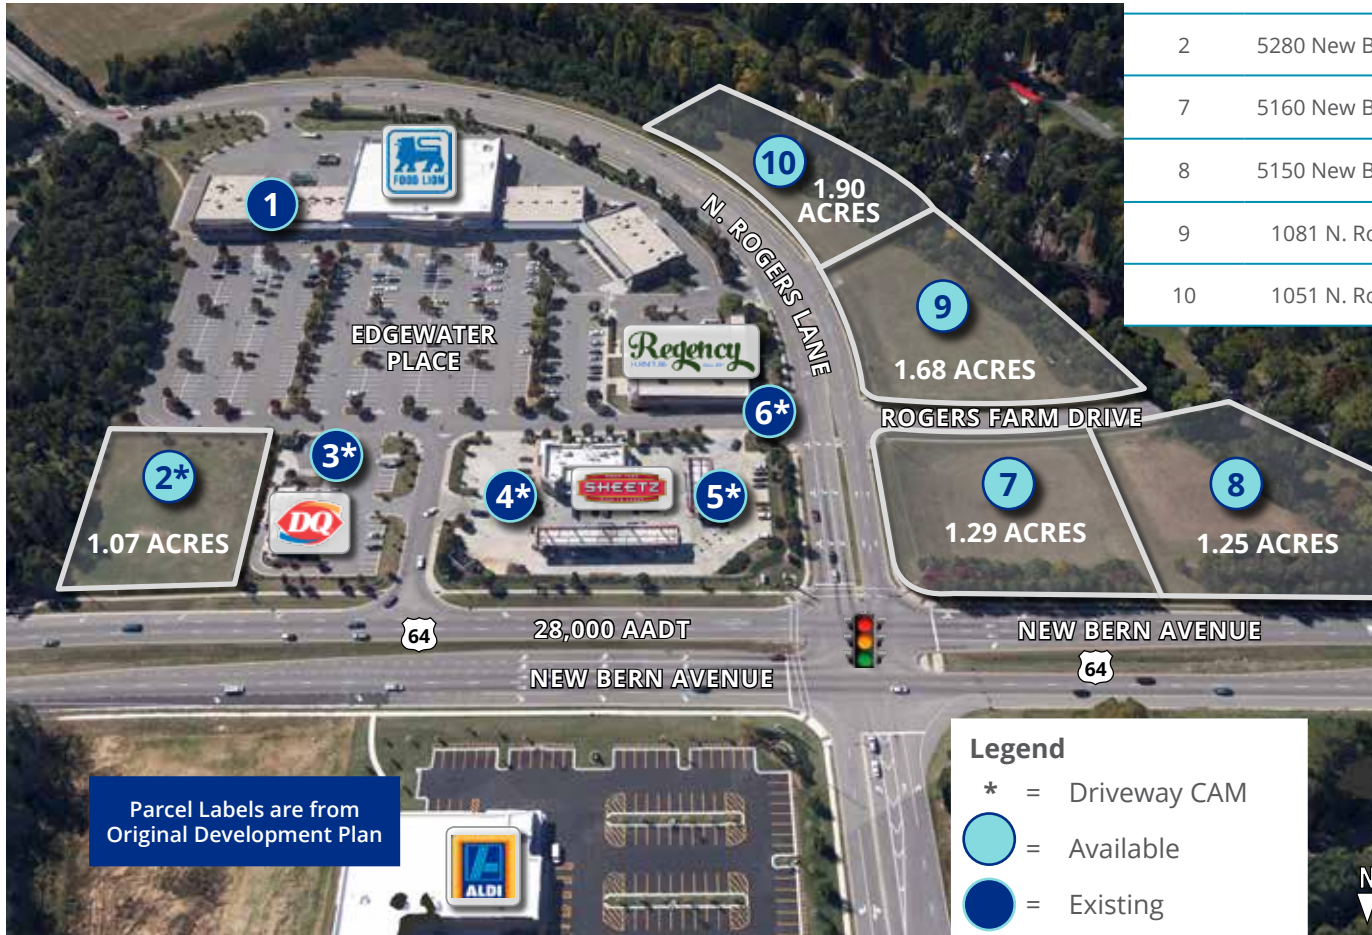 2 5280 New B
7 5160 New B
8 5150 New B
9 1081 N. Ro
10 1051 N. Ro
FOOD LION
1
10
1.90
ACRES
N. ROGERS LANE
9
1.68 ACRES
EDGEWATER
PLACE
Regency
6*
ROGERS FARM DRIVE
2*
1.07 ACRES
3*
DQ
4*
SHEETZ
5*
7
1.29 ACRES
8
1.25 ACRES
64
28,000 AADT
NEW BERN AVENUE
NEW BERN AVENUE
64
Parcel Labels are from
Original Development Plan
ALDI
Legend
* = Driveway CAM
= Available
= Existing
N